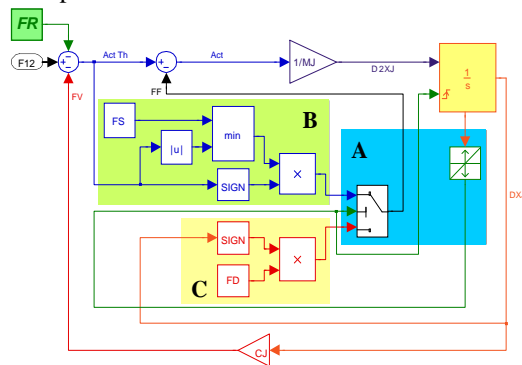 FR
F12
Act Th
Act
1/MJ
D2XJ
1
s
FV
FF
FS
B
min
|u|
×
SIGN
A
SIGN
×
C
FD
DX
CJ